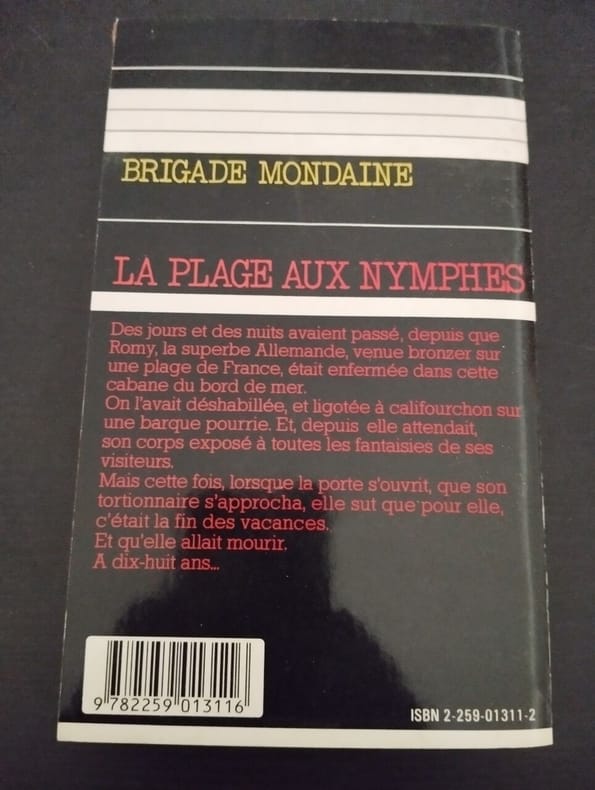 BRIGADE MONDAINE
LA PLAGE AUX NYMPHES
Des jours et des nuits avaient passé, depuis que
Romy, la superbe Allemande, venue bronzer sur
une plage de France, était enfermée dans cette
cabane du bord de mer.
On l'avait déshabillée, et ligotée à califourchon sur
une barque pourrie. Et, depuis elle attendait,
son corps exposé à toutes les fantaisies de ses
visiteurs.
Mais cette fois, lorsque la porte s'ouvrit, que son
tortionnaire s'approcha, elle sut que pour elle,
c'était la fin des vacances.
Et qu'elle allait mourir.
A dix-huit ans...
9 782259 013116
ISBN 2-259-01311-2